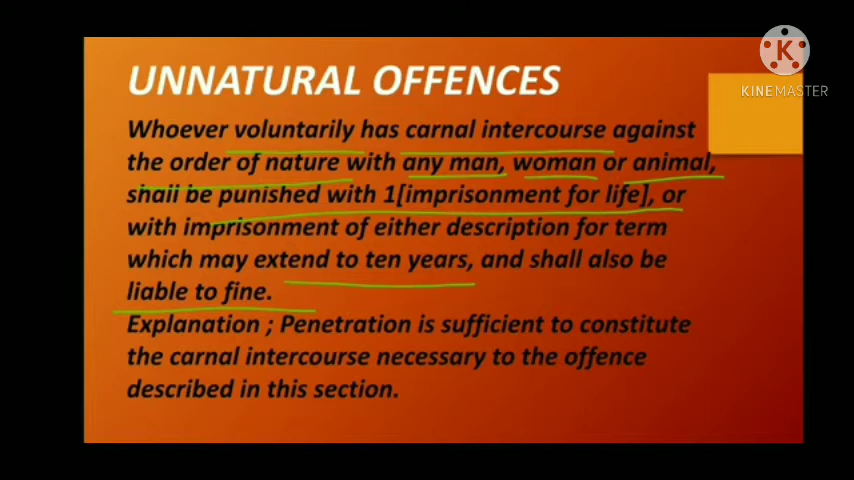 KINEMASTER
UNNATURAL OFFENCES
Whoever voluntarily has carnal intercourse against
the order of nature with any man, woman or animal,
shaii be punished with 1[imprisonment for life], or
with imprisonment of either description for term
which may extend to ten years, and shall also be
liable to fine.
Explanation ; Penetration is sufficient to constitute
the carnal intercourse necessary to the offence
described in this section.